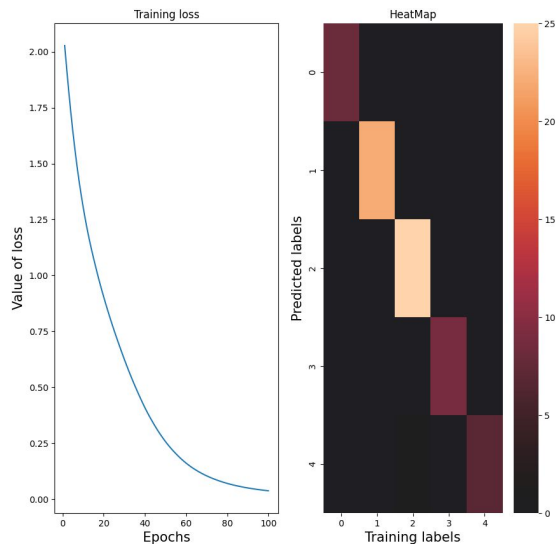 Training loss
2.00
1.75
1.50
1.25
1.00
0.75
0.50
0.25
0.00
0 20 40 60 80 100
Value of loss
Epochs
HeatMap
0
1
2
3
4
0 1 2 3 4
Predicted labels
Training labels
25
20
15
10
5
0